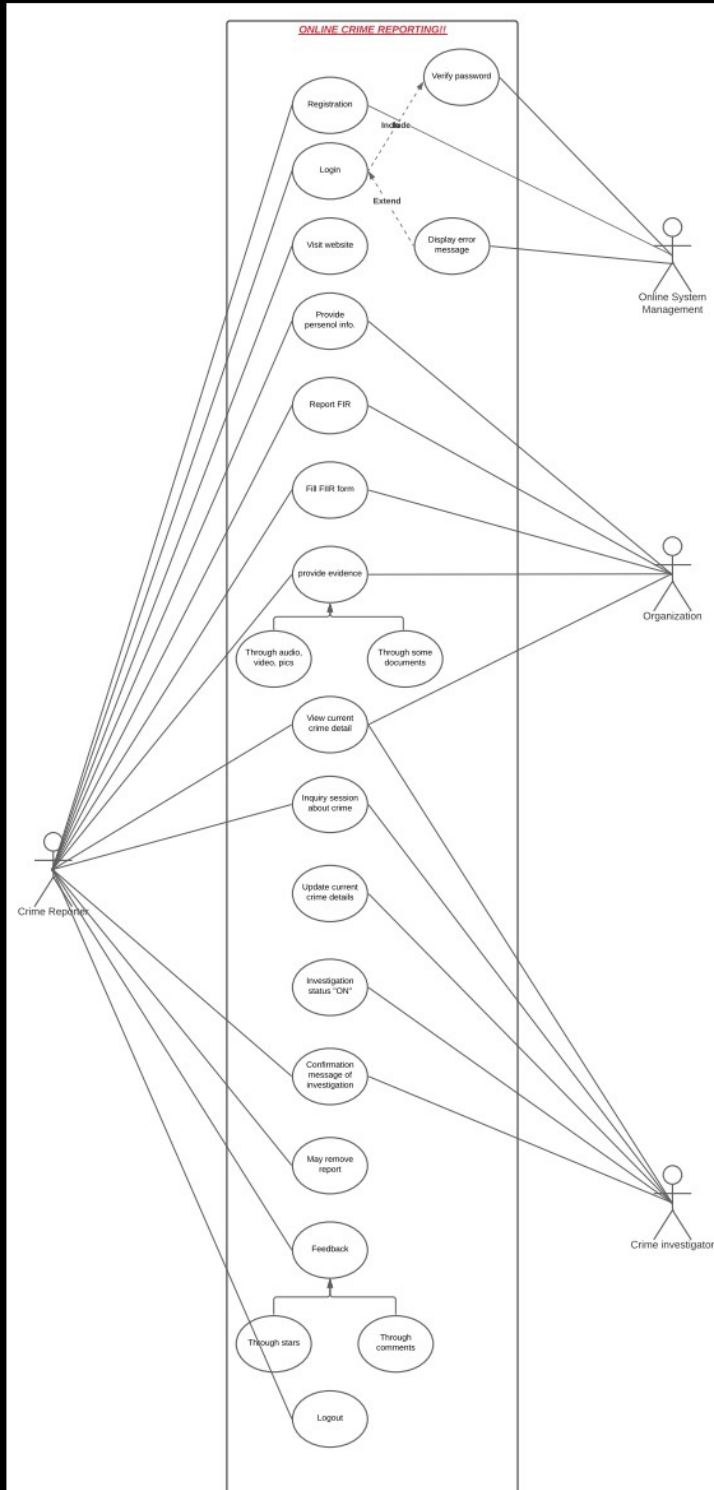 ONLINE CRIME REPORTING!!
Verify password
Registration
Include
Login
Extend
Visit website
Display error
message
Online System
Management
Provide
persenol info.
Report FIR
Fill FIIR form
provide evidence
Organization
Through audio,
video, pics
Through some
documents
View current
crime detail
Inquiry session
about crime
Update current
crime details
Crime Reporter
Investigation
status "ON"
Confirmation
message of
investigation
May remove
report
Crime investigator
Feedback
Through stars
Through
comments
Logout